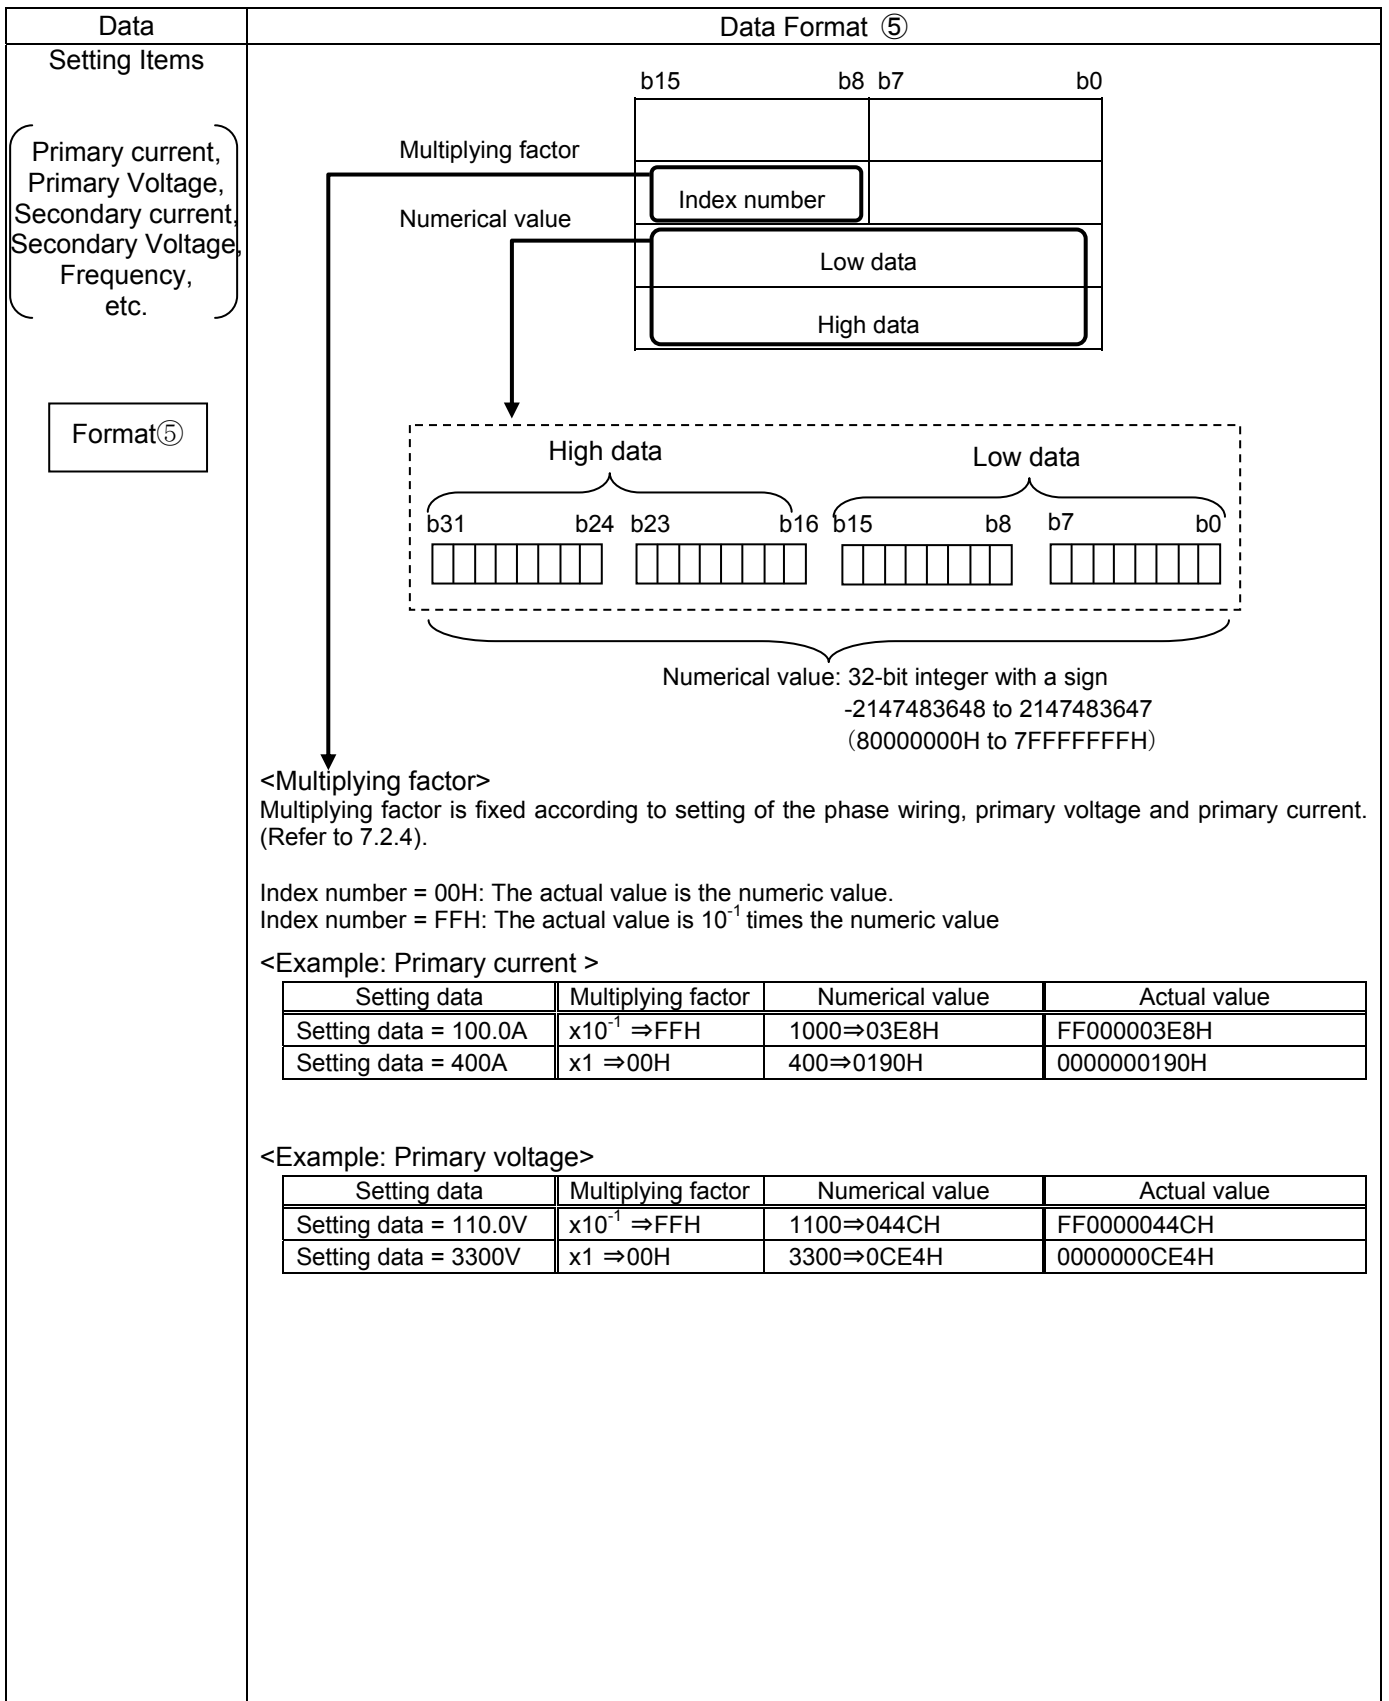 Data
Data Format ⑤
Setting Items
Primary current,
Primary Voltage,
Secondary current,
Secondary Voltage,
Frequency,
etc.
Format⑤
b15 b8 b7 b0
Multiplying factor
Index number
Numerical value
Low data
High data
High data Low data
b31 b24 b23 b16 b15 b8 b7 b0
Numerical value: 32-bit integer with a sign
-2147483648 to 2147483647
（80000000H to 7FFFFFFFH）
<Multiplying factor>
Multiplying factor is fixed according to setting of the phase wiring, primary voltage and primary current.
(Refer to 7.2.4).
Index number = 00H: The actual value is the numeric value.
Index number = FFH: The actual value is 10⁻¹ times the numeric value
<Example: Primary current >
Setting data Multiplying factor Numerical value Actual value
Setting data = 100.0A x10⁻¹ ⇒FFH 1000⇒03E8H FF000003E8H
Setting data = 400A x1 ⇒00H 400⇒0190H 0000000190H
<Example: Primary voltage>
Setting data Multiplying factor Numerical value Actual value
Setting data = 110.0V x10⁻¹ ⇒FFH 1100⇒044CH FF0000044CH
Setting data = 3300V x1 ⇒00H 3300⇒0CE4H 0000000CE4H